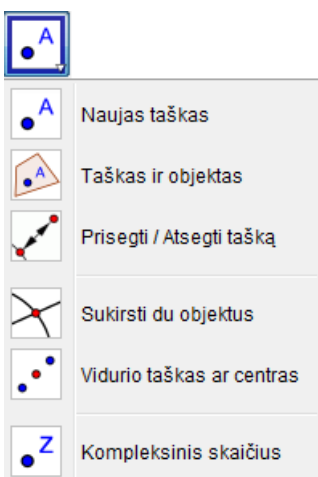 A
A
Naujas taškas
A
Taškas ir objektas
Prisegti / Atsegti tašką
Sukirsti du objektus
Vidurio taškas ar centras
Z
Kompleksinis skaičius